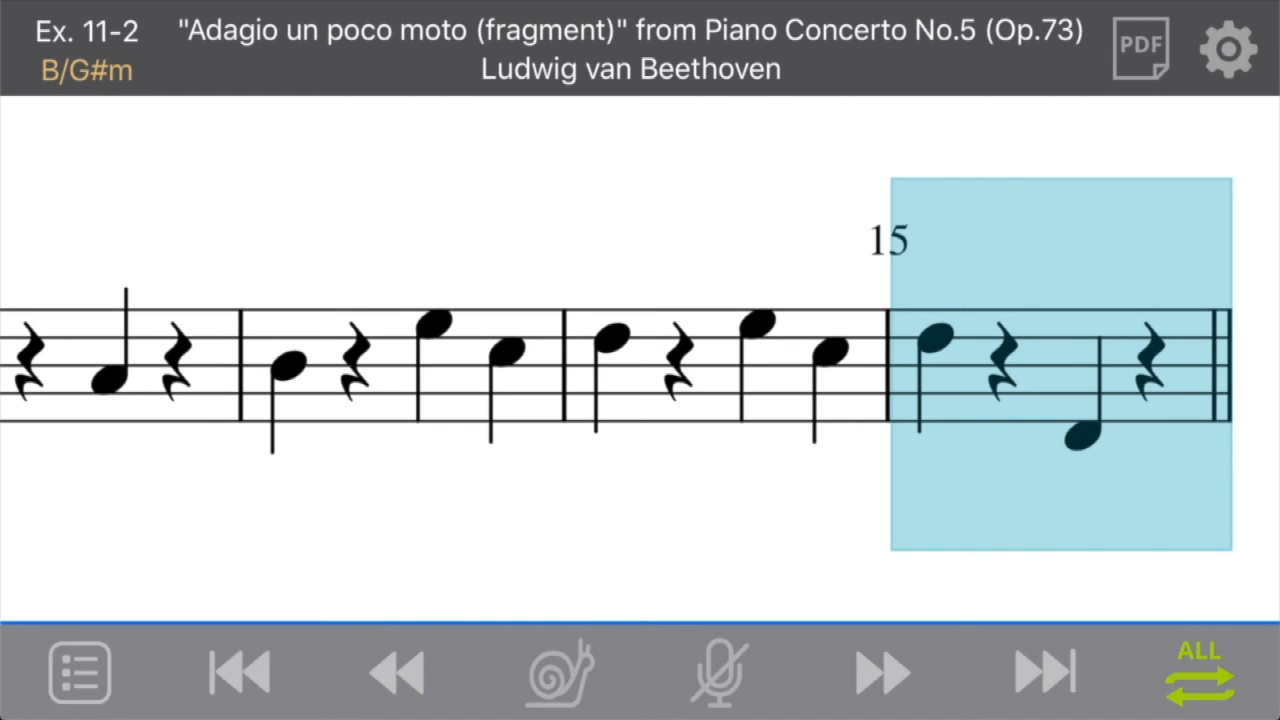 Ex. 11-2
B/G#m
"Adagio un poco moto (fragment)" from Piano Concerto No.5 (Op.73)
Ludwig van Beethoven
PDF
15
ALL